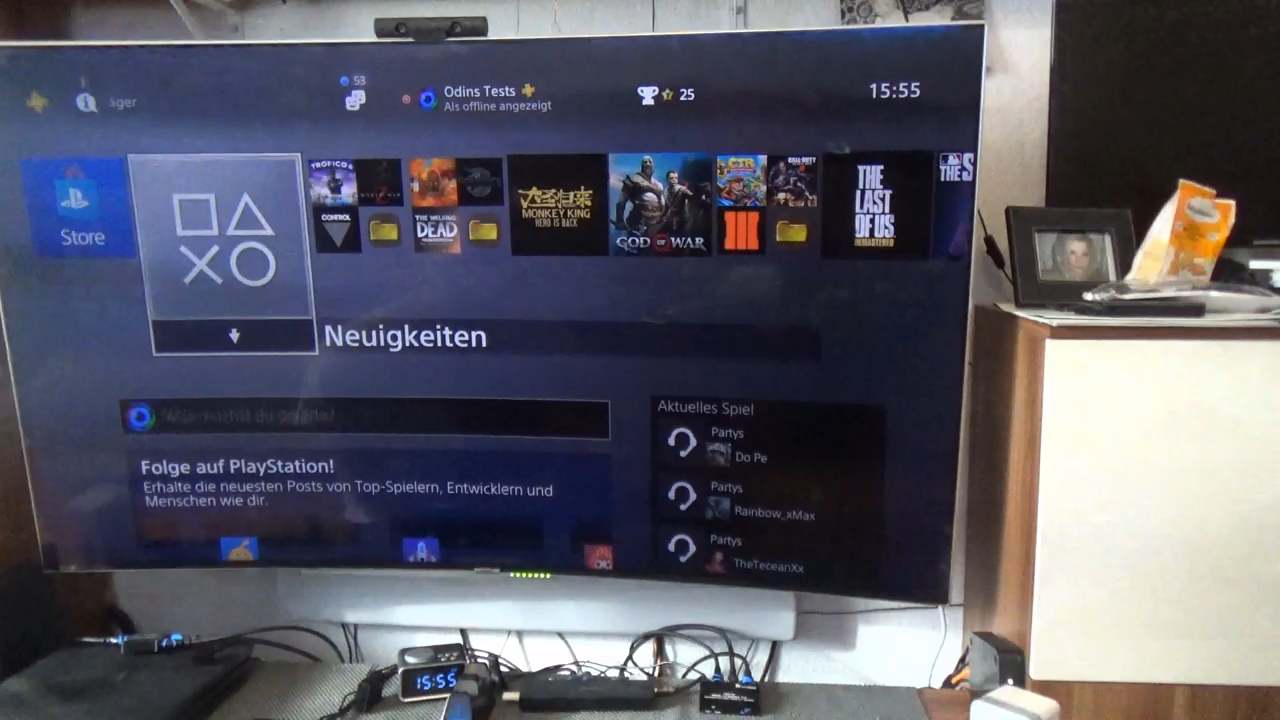 53
Odins Tests
Als offline angezeigt
25
15:55
Store
TROPICO 6
CONTROL
THE WALKING
DEAD
MONKEY KING
HERO IS BACK
GOD OF WAR
CTR
CALL OF DUTY
III
THE
LAST
OF US
REMASTERED
THE S
Neuigkeiten
Folge auf PlayStation!
Erhalte die neuesten Posts von Top-Spielern, Entwicklern und
Menschen wie dir.
Aktuelles Spiel
Partys
Do Pe
Partys
Rainbow_xMax
Partys
TheTeceanXx
15:55